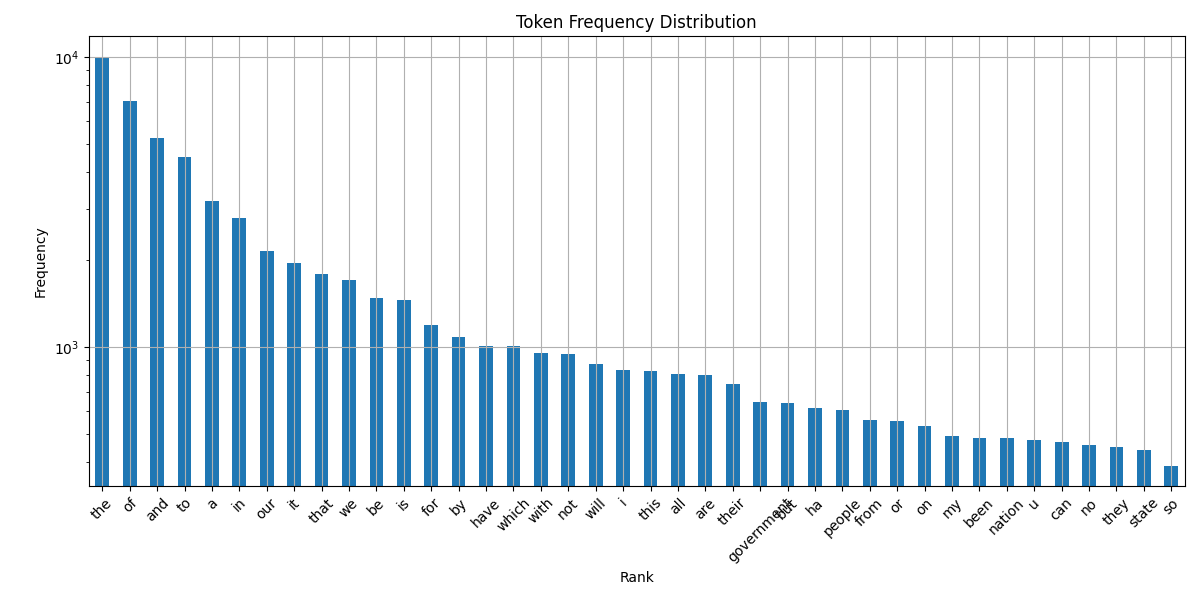 Token Frequency Distribution
Frequency
10^4
10^3
the of and to a in our it that we be is for by have which with not will i this all are their government but ha people from or on my been nation u can no they state so
Rank